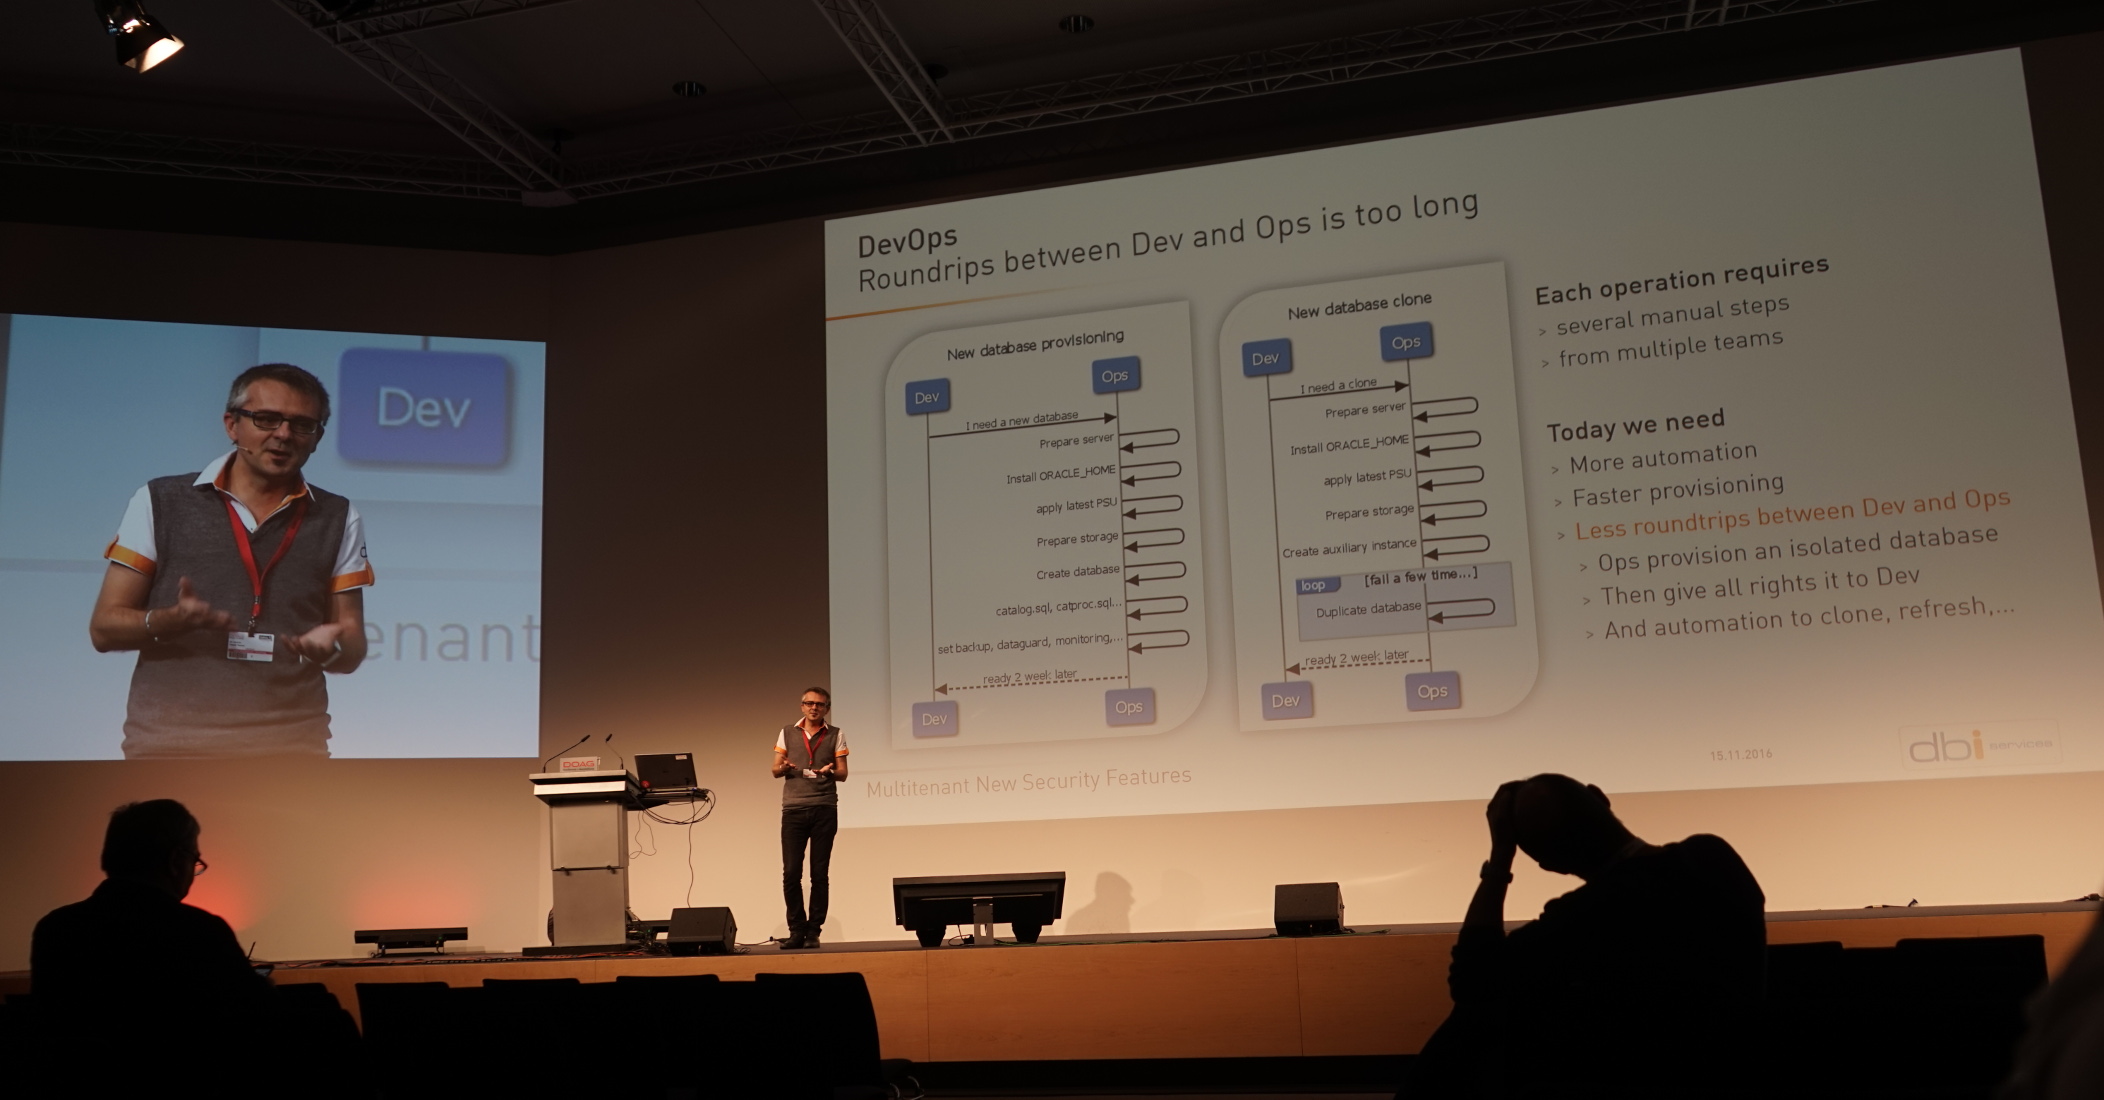 DevOps
Roundrips between Dev and Ops is too long
New database provisioning
Dev
Ops
I need a new database
Prepare server
Install ORACLE_HOME
apply latest PSU
Prepare storage
Create database
catalog.sql, catproc.sql...
set backup, dataguard, monitoring,...
ready 2 week later
Dev
Ops
New database clone
Dev
Ops
I need a clone
Prepare server
Install ORACLE_HOME
apply latest PSU
Prepare storage
Create auxiliary instance
loop
[fail a few time...]
Duplicate database
ready 2 week later
Dev
Ops
Each operation requires
> several manual steps
> from multiple teams
Today we need
> More automation
> Faster provisioning
> Less roundtrips between Dev and Ops
> Ops provision an isolated database
> Then give all rights it to Dev
> And automation to clone, refresh,...
Multitenant New Security Features
15.11.2016
dbi services
Dev
enant
DOAG